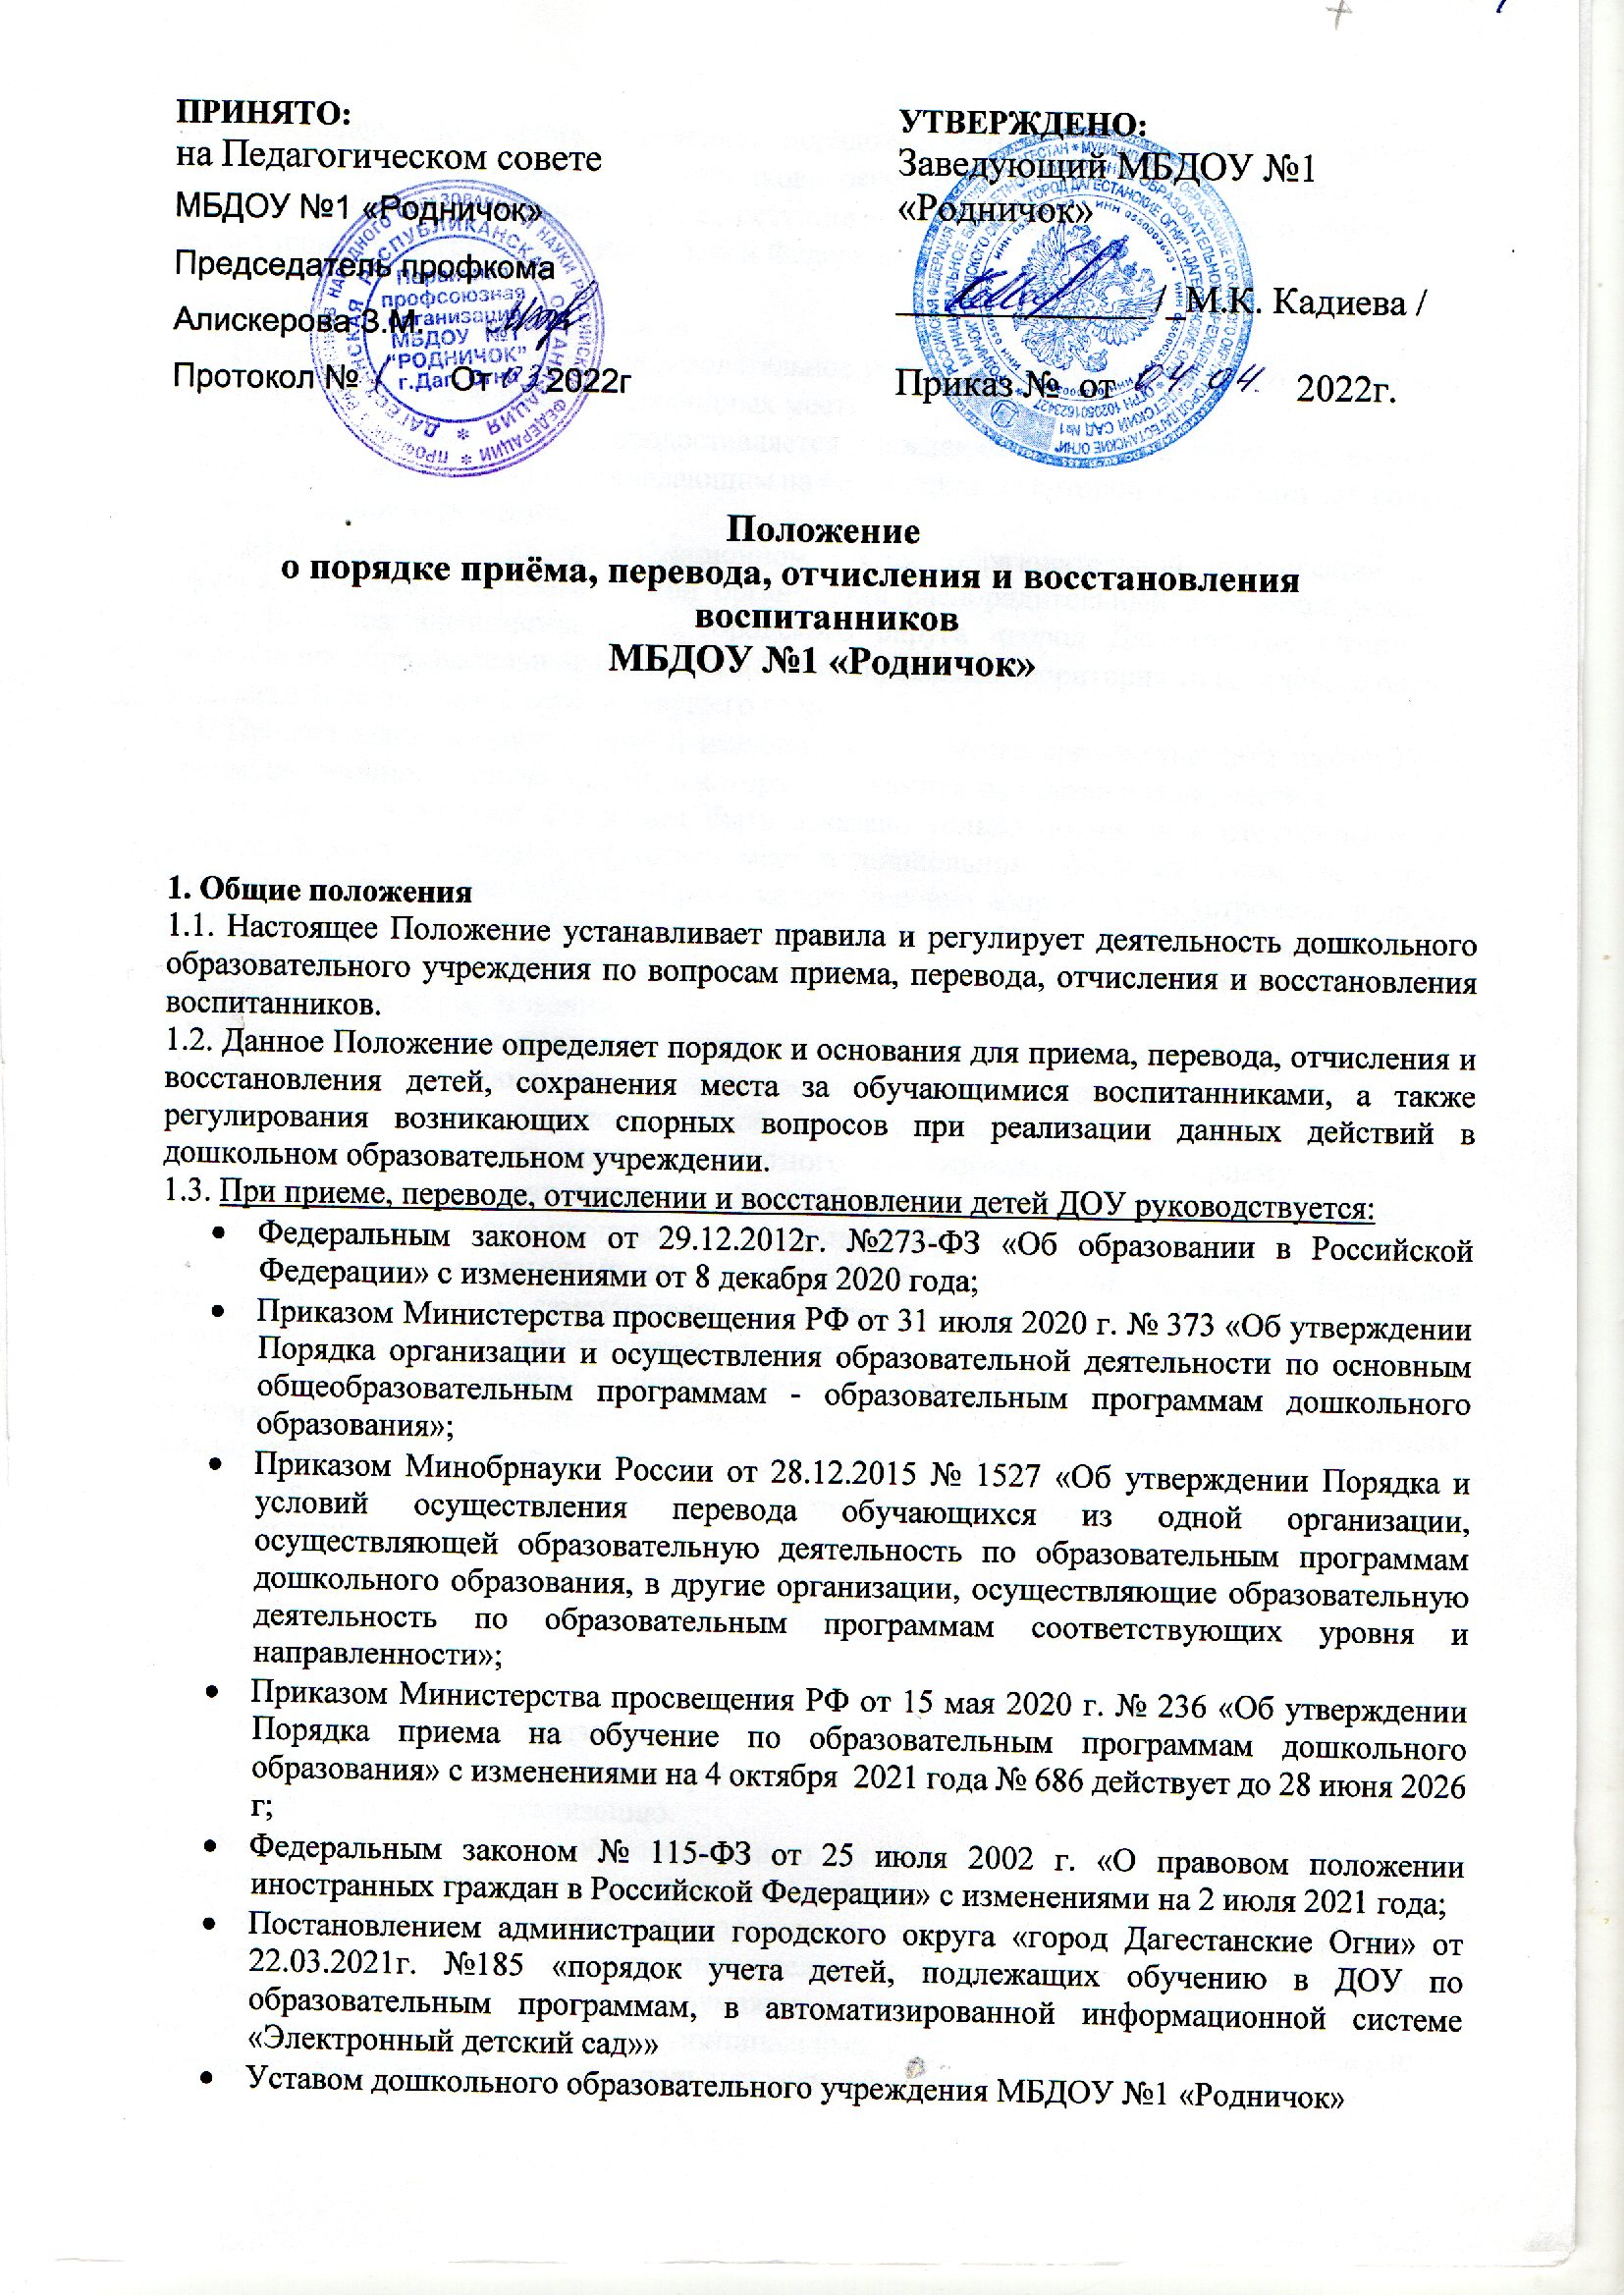 ПРИНЯТО:
на Педагогическом совете
МБДОУ №1 «Родничок»
Председатель профкома
Алискерова З.М.
Протокол № От 03 2022г
Первичная
профсоюзная
организация
МБДОУ №1
"РОДНИЧОК"
г.Даг. Огни
УТВЕРЖДЕНО:
Заведующий МБДОУ №1
«Родничок»
/ М.К. Кадиева /
Приказ № от 04 04. 2022г.
Положение
о порядке приёма, перевода, отчисления и восстановления
воспитанников
МБДОУ №1 «Родничок»
1. Общие положения
1.1. Настоящее Положение устанавливает правила и регулирует деятельность дошкольного
образовательного учреждения по вопросам приема, перевода, отчисления и восстановления
воспитанников.
1.2. Данное Положение определяет порядок и основания для приема, перевода, отчисления и
восстановления детей, сохранения места за обучающимися воспитанниками, а также
регулирования возникающих спорных вопросов при реализации данных действий в
дошкольном образовательном учреждении.
1.3. При приеме, переводе, отчислении и восстановлении детей ДОУ руководствуется:
• Федеральным законом от 29.12.2012г. №273-ФЗ «Об образовании в Российской
Федерации» с изменениями от 8 декабря 2020 года;
• Приказом Министерства просвещения РФ от 31 июля 2020 г. № 373 «Об утверждении
Порядка организации и осуществления образовательной деятельности по основным
общеобразовательным программам - образовательным программам дошкольного
образования»;
• Приказом Минобрнауки России от 28.12.2015 № 1527 «Об утверждении Порядка и
условий осуществления перевода обучающихся из одной организации,
осуществляющей образовательную деятельность по образовательным программам
дошкольного образования, в другие организации, осуществляющие образовательную
деятельность по образовательным программам соответствующих уровня и
направленности»;
• Приказом Министерства просвещения РФ от 15 мая 2020 г. № 236 «Об утверждении
Порядка приема на обучение по образовательным программам дошкольного
образования» с изменениями на 4 октября 2021 года № 686 действует до 28 июня 2026
г;
• Федеральным законом № 115-ФЗ от 25 июля 2002 г. «О правовом положении
иностранных граждан в Российской Федерации» с изменениями на 2 июля 2021 года;
• Постановлением администрации городского округа «город Дагестанские Огни» от
22.03.2021г. №185 «порядок учета детей, подлежащих обучению в ДОУ по
образовательным программам, в автоматизированной информационной системе
«Электронный детский сад»»
• Уставом дошкольного образовательного учреждения МБДОУ №1 «Родничок»